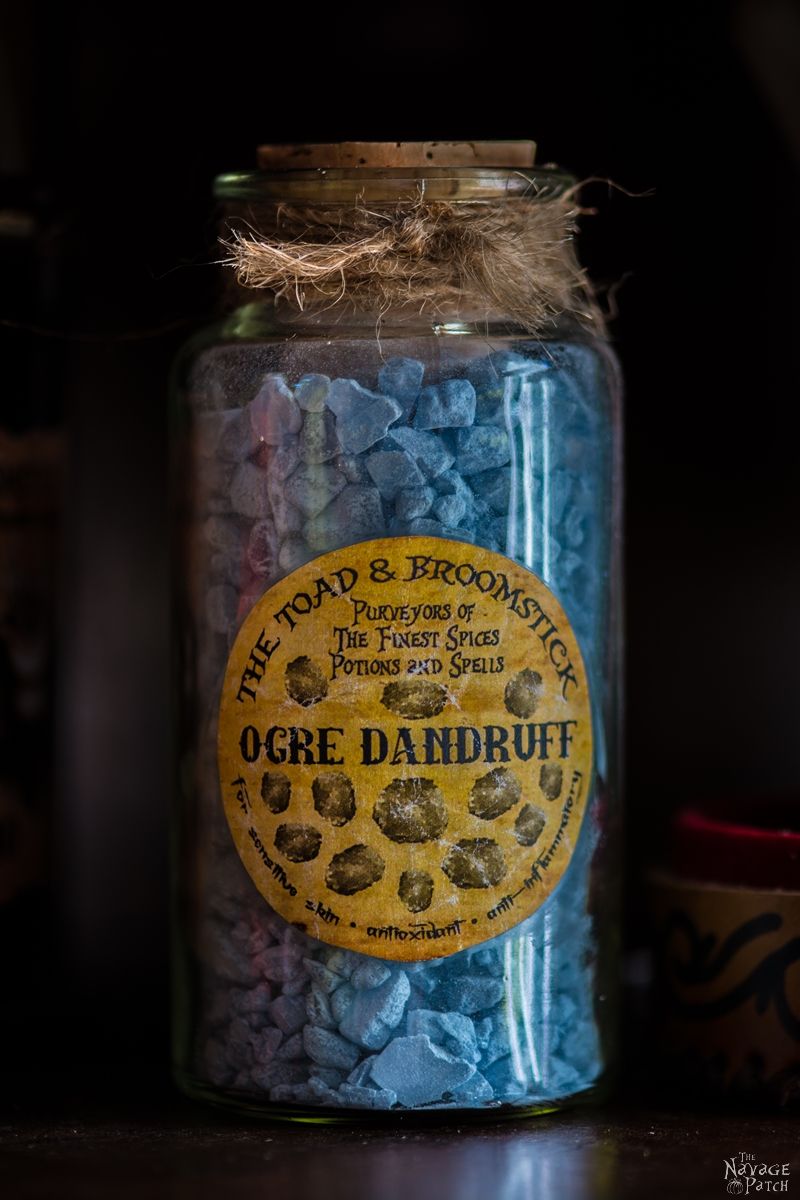 THE TOAD & BROOMSTICK
PURVEYORS OF
THE FINEST SPICES
POTIONS AND SPELLS
OGRE DANDRUFF
for sensitive skin • antioxidant • anti-inflammatory
THE
NAVAGE
PATCH